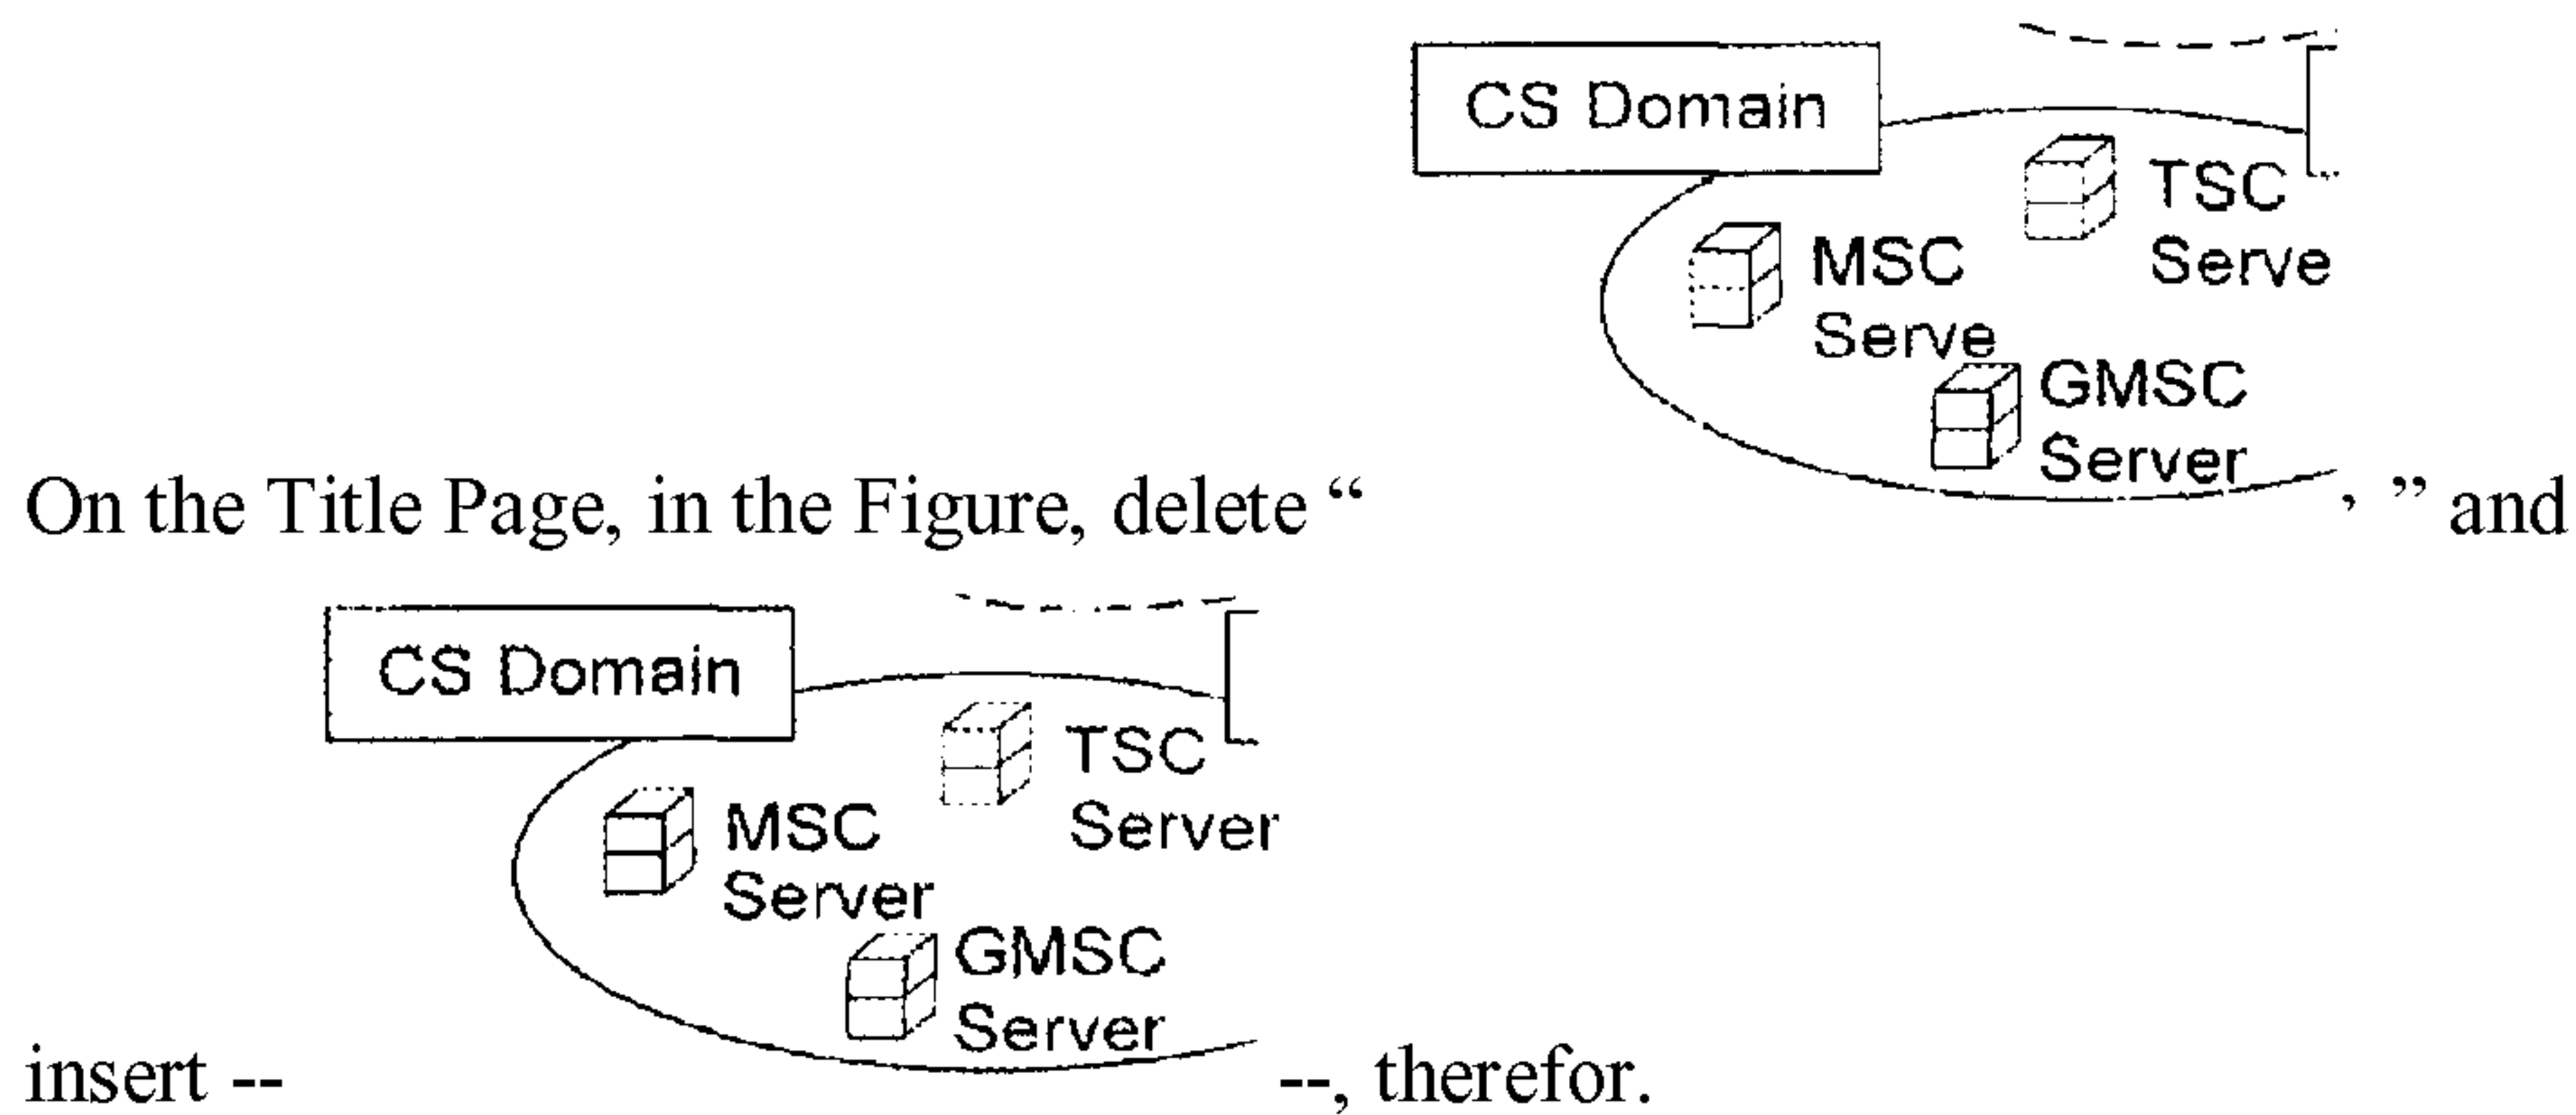 CS Domain
TSC
Serve
MSC
Serve
GMSC
Server
On the Title Page, in the Figure, delete “ , ” and
CS Domain
TSC
Server
MSC
Server
GMSC
Server
insert -- --, therefor.